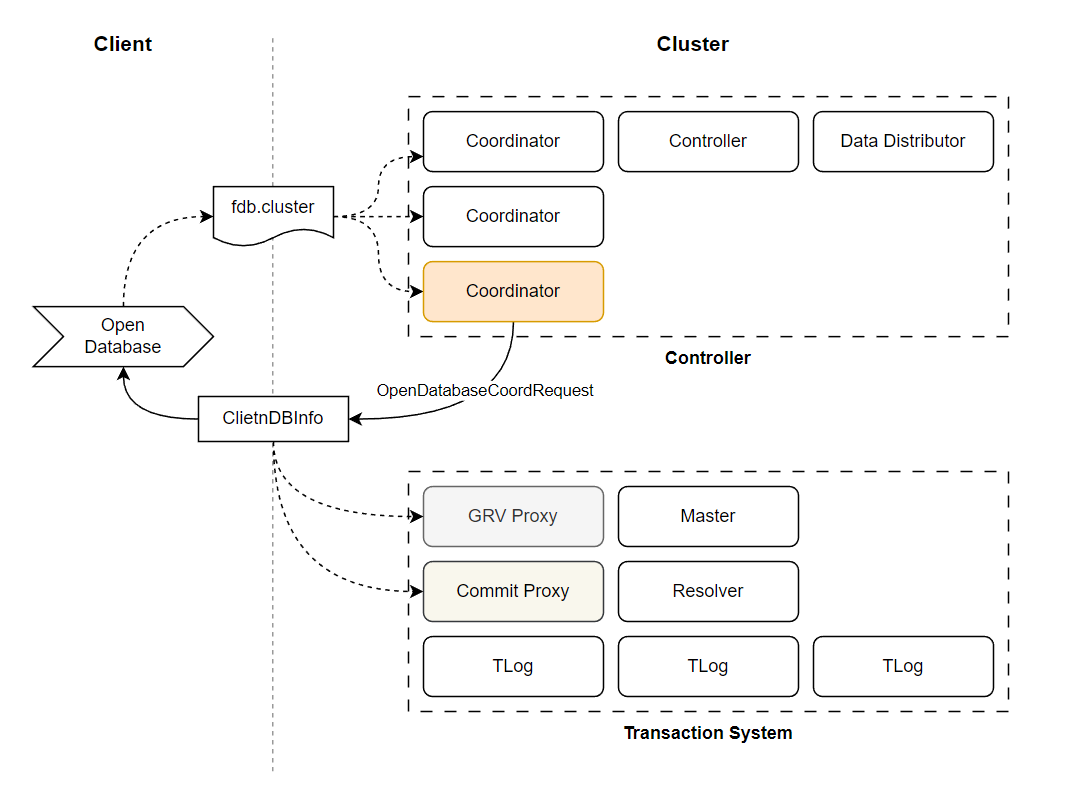 Client
Cluster
Coordinator
Controller
Data Distributor
fdb.cluster
Coordinator
Coordinator
Open
Database
Controller
OpenDatabaseCoordRequest
ClietnDBInfo
GRV Proxy
Master
Commit Proxy
Resolver
TLog
TLog
TLog
Transaction System